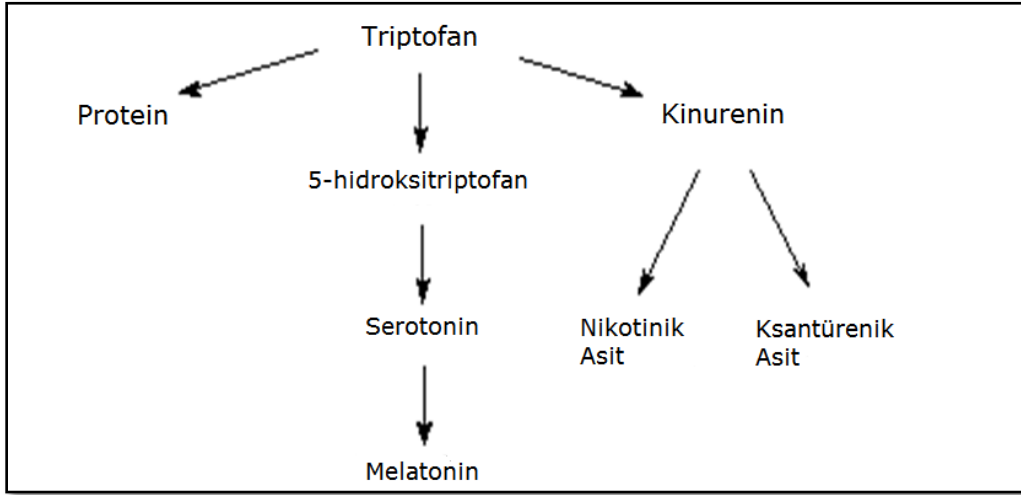 Triptofan
Protein
Kinurenin
5-hidroksitriptofan
Serotonin
Nikotinik
Asit
Ksantürenik
Asit
Melatonin